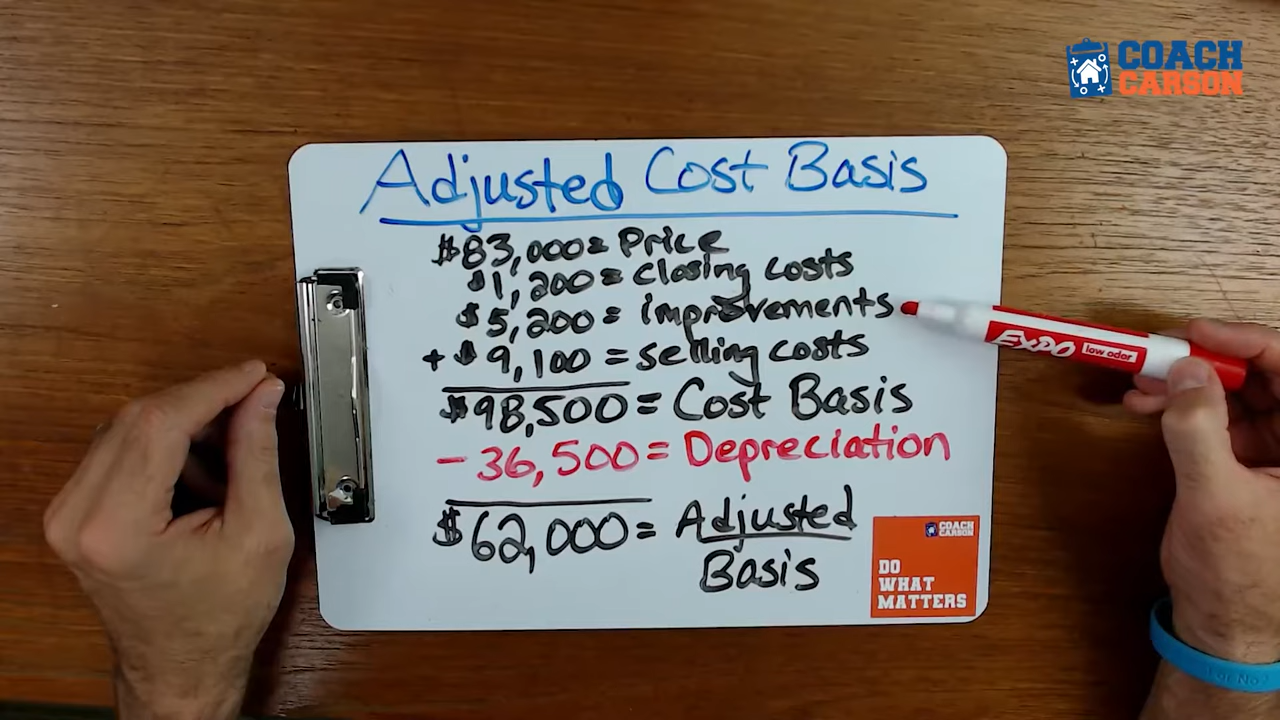 COACH
CARSON
Adjusted Cost Basis
$83,000 = Price
$1,200 = closing costs
$5,200 = improvements
+ $9,100 = selling costs
$98,500 = Cost Basis
- 36,500 = Depreciation
$62,000 = Adjusted
Basis
COACH
CARSON
DO
WHAT
MATTERS
EXPO low odor